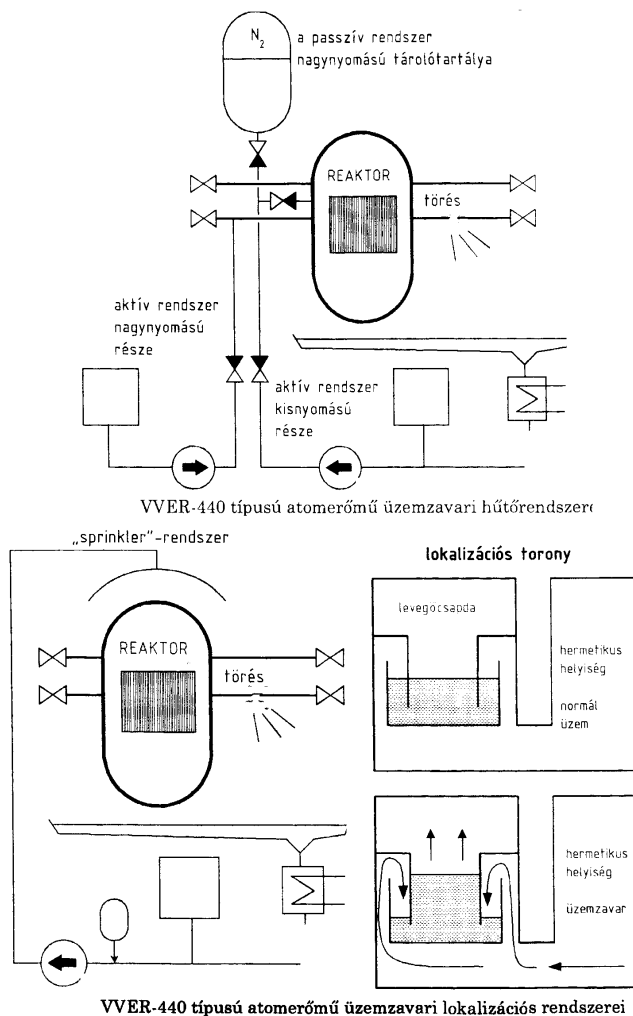 N₂
a passzív rendszer
nagynyomású tárolótartálya
REAKTOR
törés
aktív rendszer
nagynyomású
része
aktív rendszer
kisnyomású
része
VVER-440 típusú atomerőmű üzemzavari hűtőrendszere
„sprinkler”-rendszer
REAKTOR
törés
lokalizációs torony
levegőcsapda
hermetikus
helyiség
normál
üzem
hermetikus
helyiség
üzemzavar
VVER-440 típusú atomerőmű üzemzavari lokalizációs rendszerei